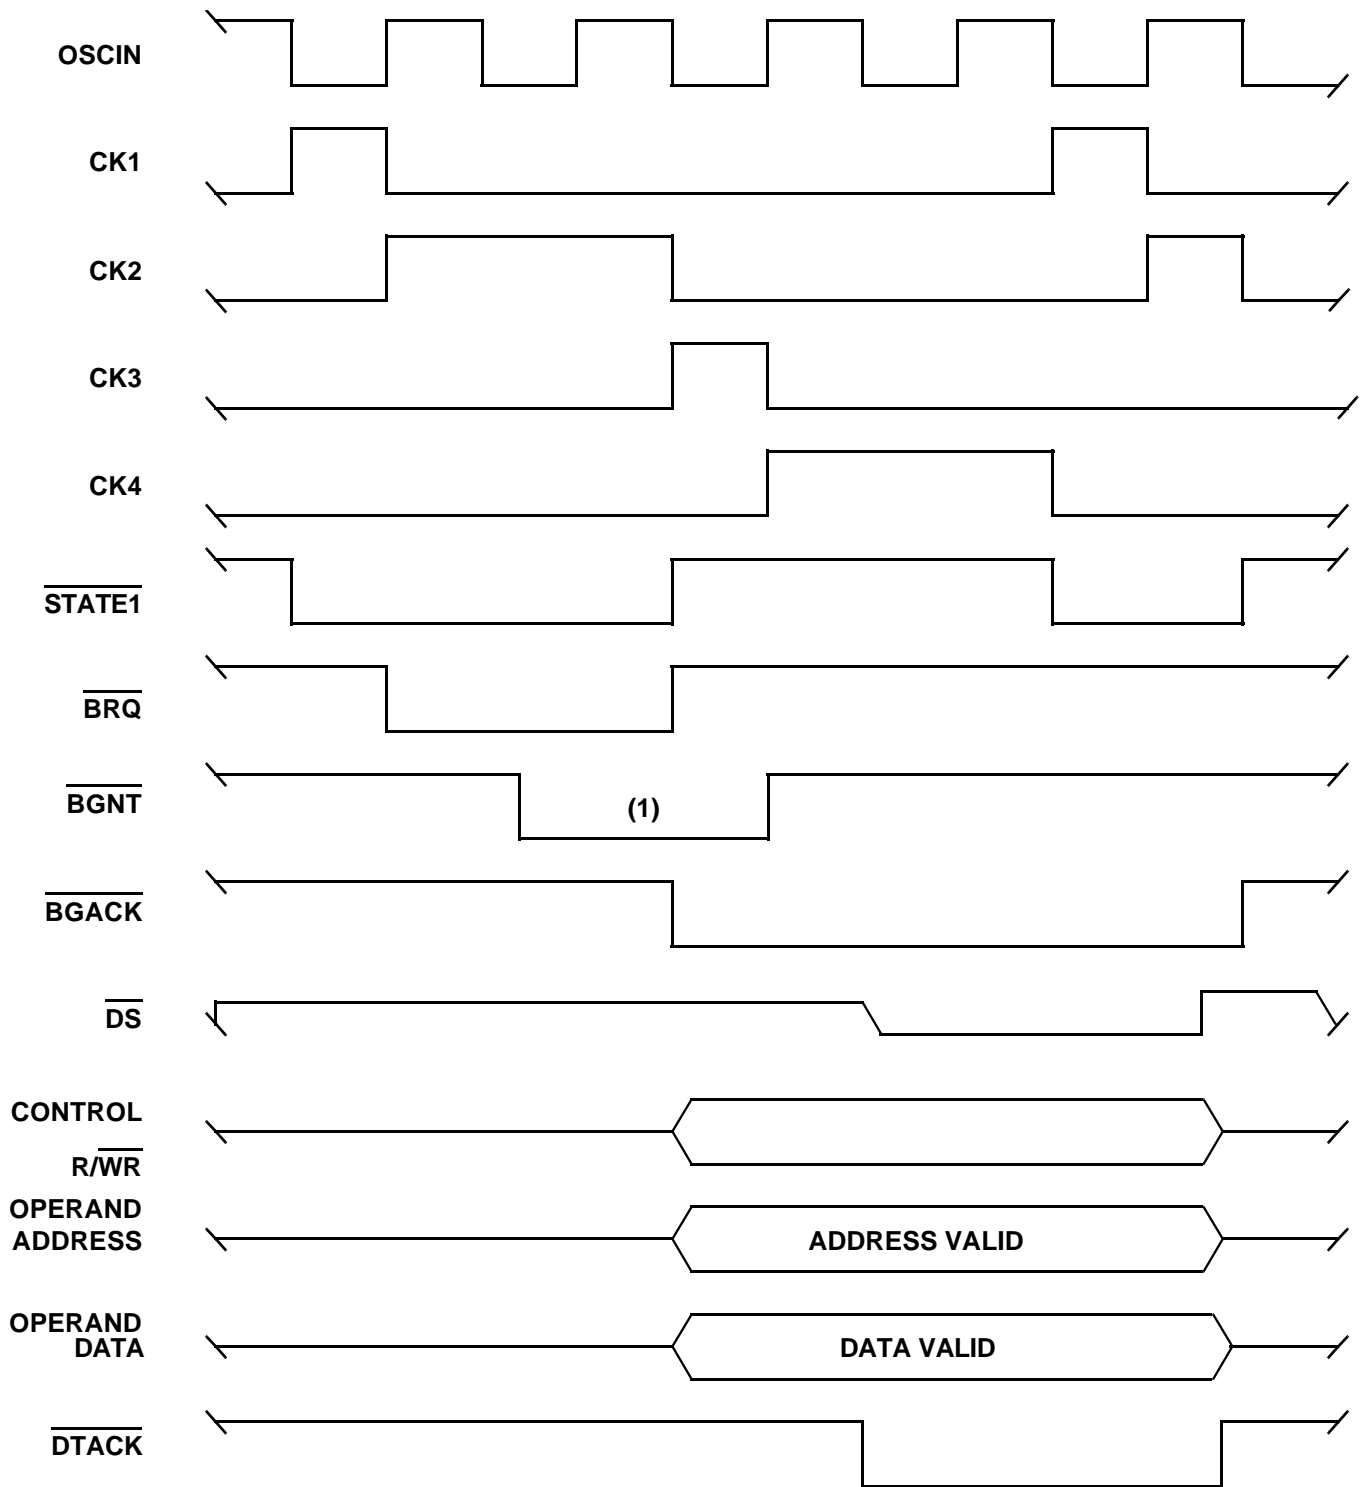 OSCIN
CK1
CK2
CK3
CK4
STATE1
BRQ
BGNT
(1)
BGACK
DS
CONTROL
R/WR
OPERAND
ADDRESS
ADDRESS VALID
OPERAND
DATA
DATA VALID
DTACK